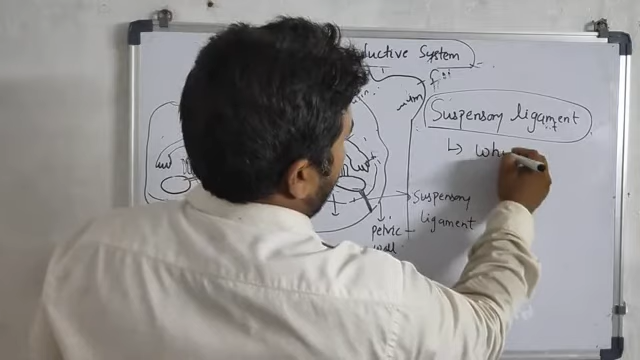 ductive System
Suspensory ligament
↳ wh
Suspensory
ligament
Pelvic
wall